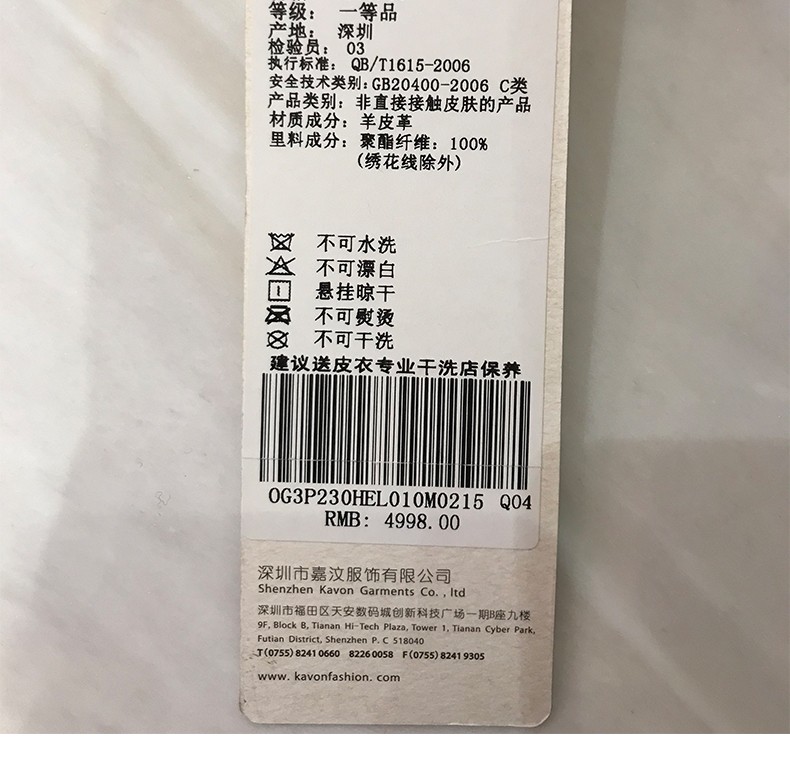 等级： 一等品
产地： 深圳
检验员： 03
执行标准： QB/T1615-2006
安全技术类别：GB20400-2006 C类
产品类别：非直接接触皮肤的产品
材质成分：羊皮革
里料成分：聚酯纤维：100%
(绣花线除外)
不可水洗
不可漂白
悬挂晾干
不可熨烫
不可干洗
建议送皮衣专业干洗店保养
OG3P230HEL010M0215 Q04
RMB: 4998.00
深圳市嘉汶服饰有限公司
Shenzhen Kavon Garments Co. , ltd
深圳市福田区天安数码城创新科技广场一期B座九楼
9F, Block B, Tianan Hi-Tech Plaza, Tower 1, Tianan Cyber Park,
Futian District, Shenzhen P. C 518040
T(0755) 8241 0660 8226 0058 F(0755) 8241 9305
www. kavonfashion. com